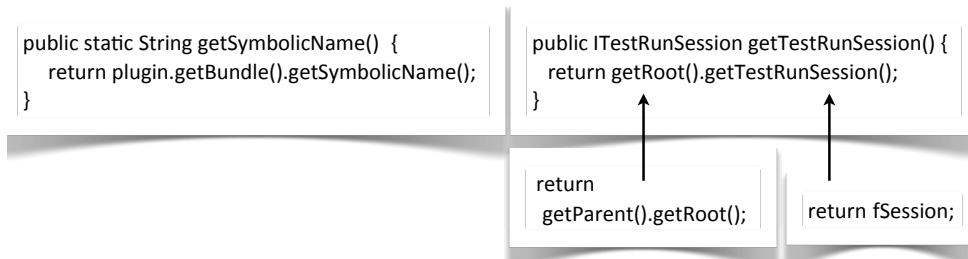 public static String getSymbolicName() {
return plugin.getBundle().getSymbolicName();
}
public ITestRunSession getTestRunSession() {
return getRoot().getTestRunSession();
}
return
getParent().getRoot();
return fSession;